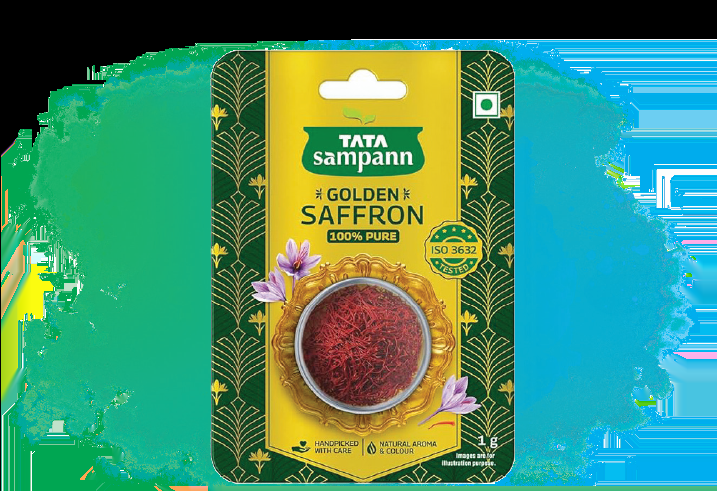 TATA
sampann
GOLDEN
SAFFRON
100% PURE
ISO 3632
TESTED
HANDPICKED
WITH CARE
NATURAL AROMA
& COLOUR
1 g
Images are for
illustration purpose.